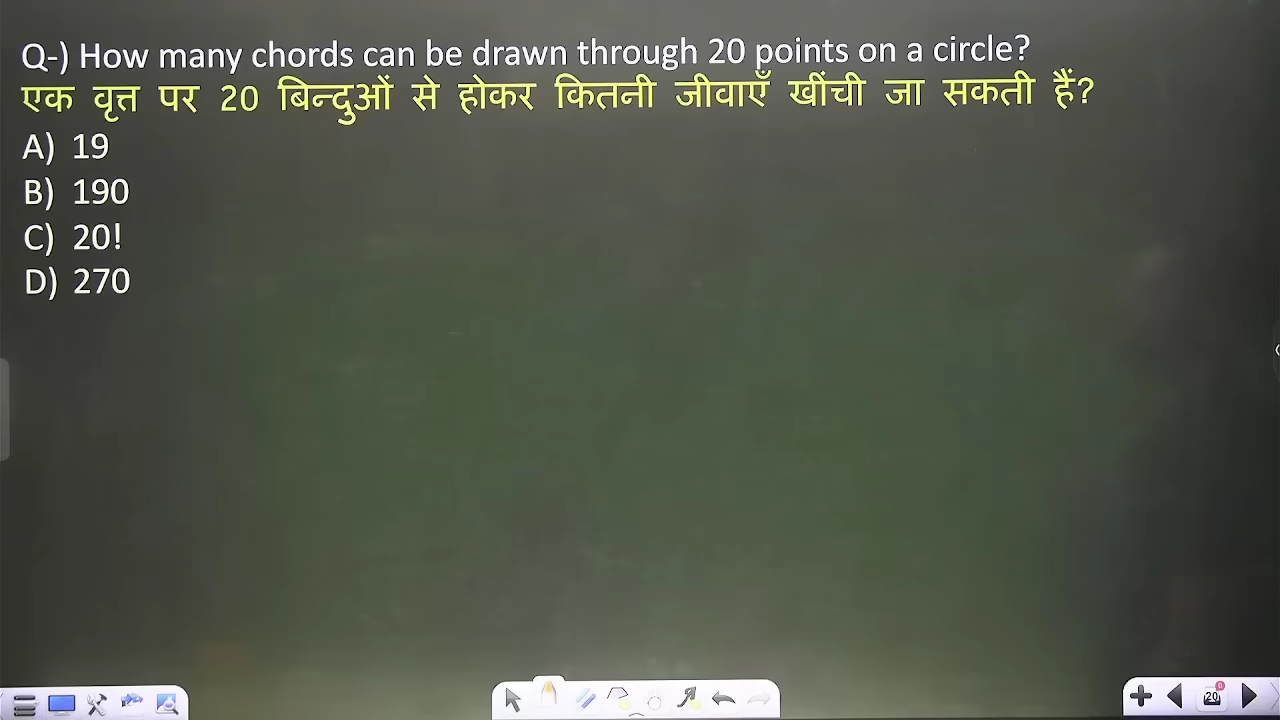 Q-) How many chords can be drawn through 20 points on a circle?
एक वृत्त पर 20 बिन्दुओं से होकर कितनी जीवाएँ खींची जा सकती हैं?
A) 19
B) 190
C) 20!
D) 270
20